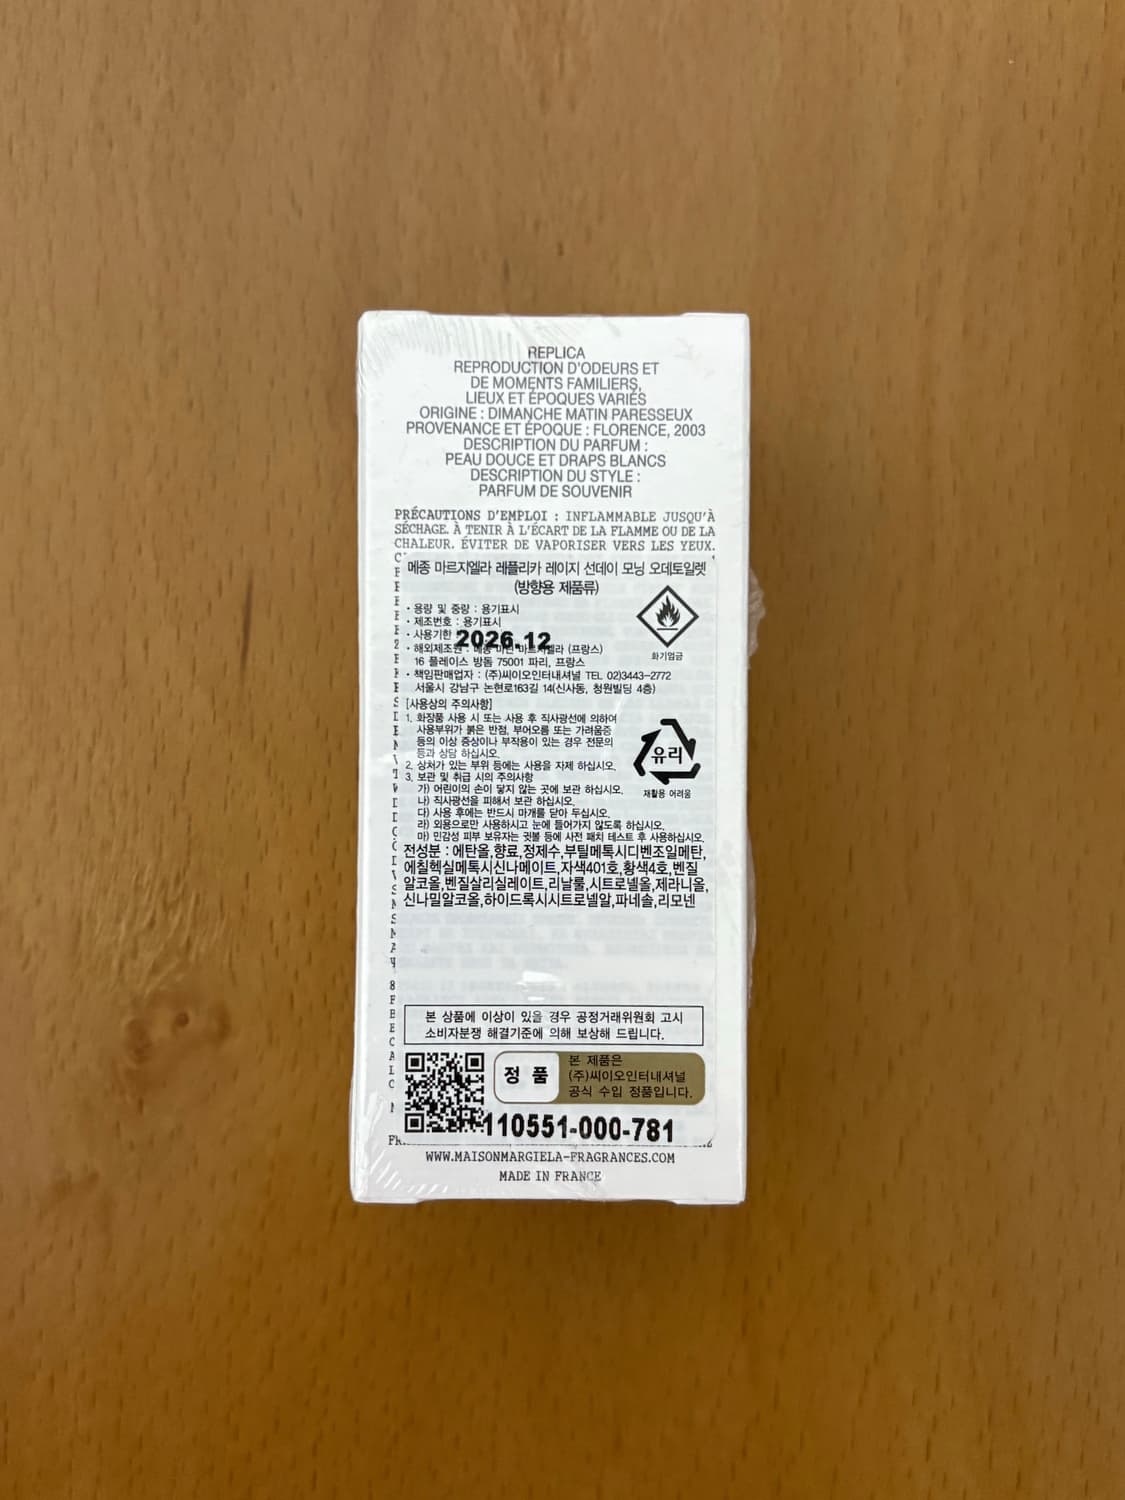 REPLICA
REPRODUCTION D'ODEURS ET
DE MOMENTS FAMILIERS,
LIEUX ET ÉPOQUES VARIÉS
ORIGINE : DIMANCHE MATIN PARESSEUX
PROVENANCE ET ÉPOQUE : FLORENCE, 2003
DESCRIPTION DU PARFUM :
PEAU DOUCE ET DRAPS BLANCS
DESCRIPTION DU STYLE :
PARFUM DE SOUVENIR
PRÉCAUTIONS D'EMPLOI : INFLAMMABLE JUSQU'À
SÉCHAGE. À TENIR À L'ÉCART DE LA FLAMME OU DE LA
CHALEUR. ÉVITER DE VAPORISER VERS LES YEUX.
메종 마르지엘라 레플리카 레이지 선데이 모닝 오데토일렛
(방향용 제품류)
• 용량 및 중량 : 용기표시
• 제조번호 : 용기표시
• 사용기한 2026.12
• 해외제조원 : 메종 마르지엘라 (프랑스)
16 플레이스 방돔 75001 파리, 프랑스
• 책임판매업자 : (주)씨이오인터내셔널 TEL 02)3443-2772
서울시 강남구 논현로163길 14(신사동, 청원빌딩 4층)
화기엄금
[사용상의 주의사항]
1. 화장품 사용 시 또는 사용 후 직사광선에 의하여
사용부위가 붉은 반점, 부어오름 또는 가려움증
등의 이상 증상이나 부작용이 있는 경우 전문의
등과 상담 하십시오.
2. 상처가 있는 부위 등에는 사용을 자제 하십시오.
3. 보관 및 취급 시의 주의사항
가) 어린이의 손이 닿지 않는 곳에 보관 하십시오.
나) 직사광선을 피해서 보관 하십시오.
다) 사용 후에는 반드시 마개를 닫아 두십시오.
라) 외용으로만 사용하시고 눈에 들어가지 않도록 하십시오.
마) 민감성 피부 보유자는 귓볼 등에 사전 패치 테스트 후 사용하십시오.
유리
재활용 어려움
전성분 : 에탄올,향료,정제수,부틸메톡시디벤조일메탄,
에칠헥실메톡시신나메이트,자색401호,황색4호,벤질
알코올,벤질살리실레이트,리날룰,시트로넬올,제라니올,
신나밀알코올,하이드록시시트로넬알,파네솔,리모넨
본 상품에 이상이 있을 경우 공정거래위원회 고시
소비자분쟁 해결기준에 의해 보상해 드립니다.
정 품
본 제품은
(주)씨이오인터내셔널
공식 수입 정품입니다.
110551-000-781
WWW.MAISONMARGIELA-FRAGRANCES.COM
MADE IN FRANCE